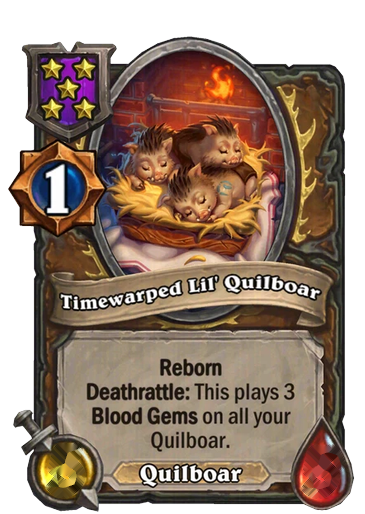 1
Timewarped Lil' Quilboar
Reborn
Deathrattle: This plays 3
Blood Gems on all your
Quilboar.
Quilboar